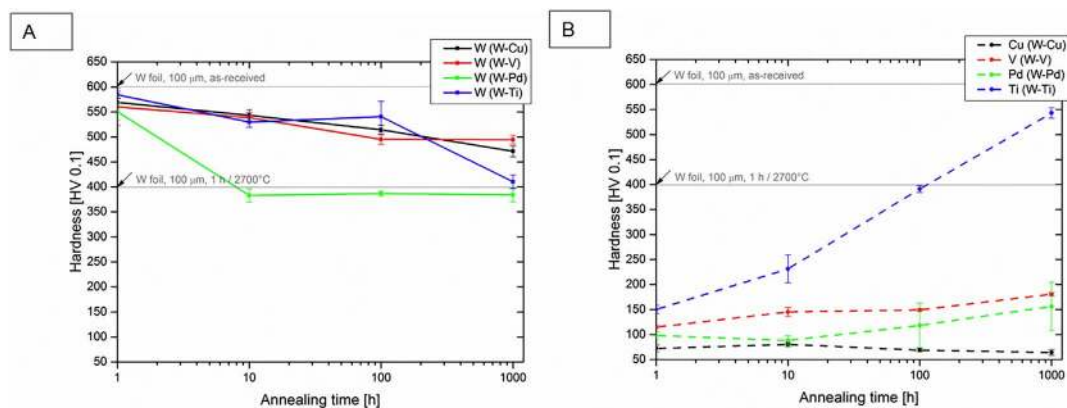 A
W (W-Cu)
W (W-V)
W (W-Pd)
W (W-Ti)
650
600
550
500
450
400
350
300
250
200
150
100
50
W foil, 100 µm, as-received
W foil, 100 µm, 1 h / 2700°C
Hardness [HV 0.1]
1
10
100
1000
Annealing time [h]
B
Cu (W-Cu)
V (W-V)
Pd (W-Pd)
Ti (W-Ti)
650
600
550
500
450
400
350
300
250
200
150
100
50
W foil, 100 µm, as-received
W foil, 100 µm, 1 h / 2700°C
Hardness [HV 0.1]
1
10
100
1000
Annealing time [h]